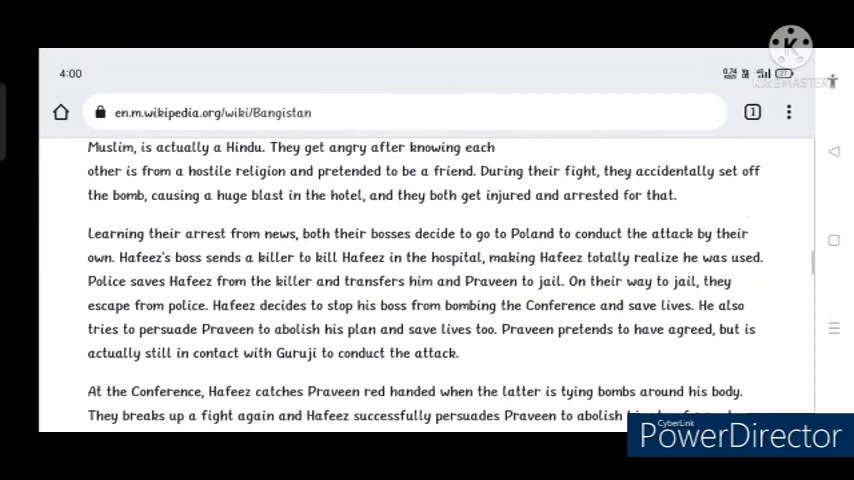 4:00
0.74 KB/S
27
KINEMASTER
en.m.wikipedia.org/wiki/Bangistan
1
Muslim, is actually a Hindu. They get angry after knowing each
other is from a hostile religion and pretended to be a friend. During their fight, they accidentally set off
the bomb, causing a huge blast in the hotel, and they both get injured and arrested for that.
Learning their arrest from news, both their bosses decide to go to Poland to conduct the attack by their
own. Hafeez's boss sends a killer to kill Hafeez in the hospital, making Hafeez totally realize he was used.
Police saves Hafeez from the killer and transfers him and Praveen to jail. On their way to jail, they
escape from police. Hafeez decides to stop his boss from bombing the Conference and save lives. He also
tries to persuade Praveen to abolish his plan and save lives too. Praveen pretends to have agreed, but is
actually still in contact with Guruji to conduct the attack.
At the Conference, Hafeez catches Praveen red handed when the latter is tying bombs around his body.
They breaks up a fight again and Hafeez successfully persuades Praveen to abolish
CyberLink
PowerDirector